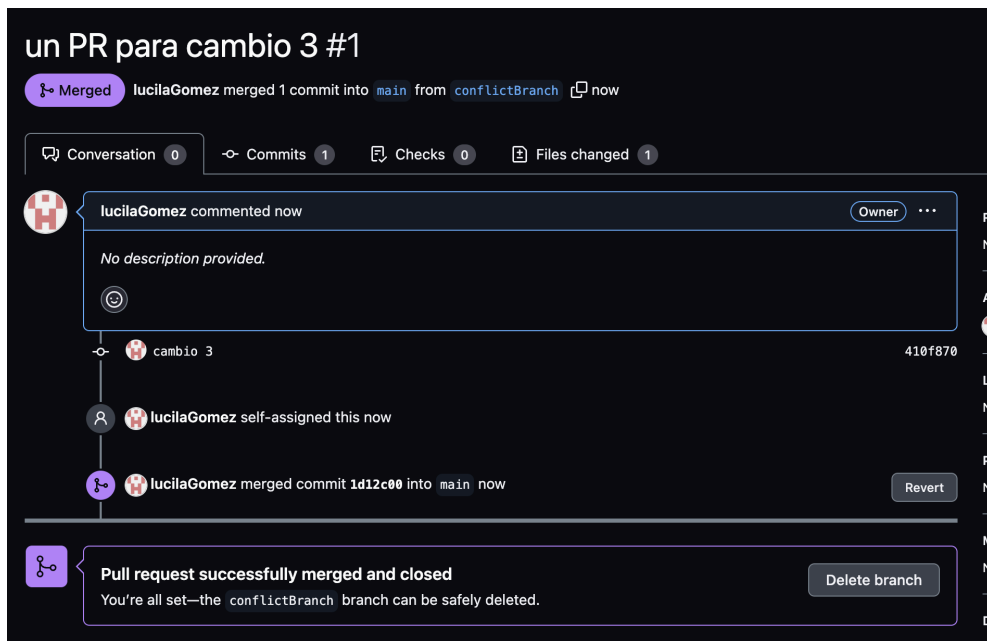 un PR para cambio 3 #1
Merged lucilaGomez merged 1 commit into main from conflictBranch now
Conversation 0 Commits 1 Checks 0 Files changed 1
lucilaGomez commented now Owner
No description provided.
cambio 3 410f870
lucilaGomez self-assigned this now
lucilaGomez merged commit 1d12c00 into main now Revert
Pull request successfully merged and closed
You're all set—the conflictBranch branch can be safely deleted.
Delete branch